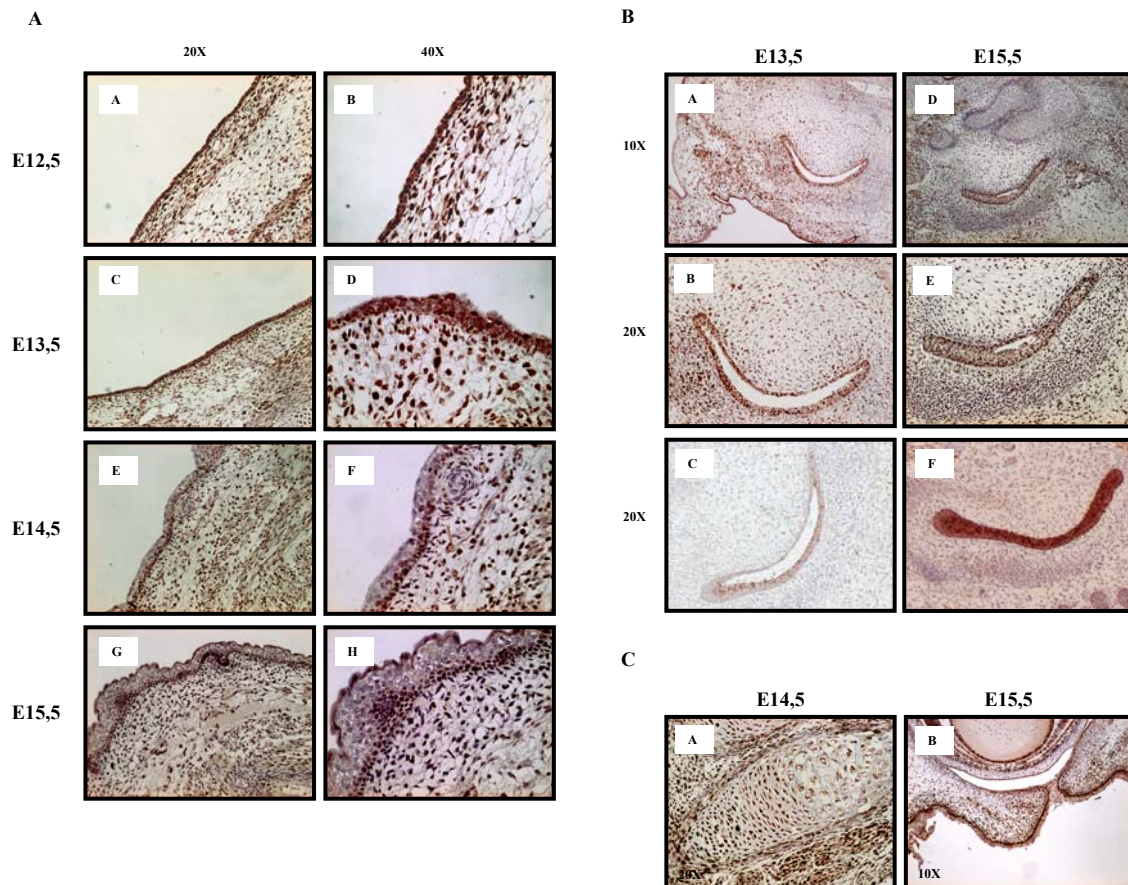 A
20X 40X
A B
E12,5
C D
E13,5
E F
E14,5
G H
E15,5
B
E13,5 E15,5
A D
10X
B E
20X
C F
20X
C
E14,5 E15,5
A B
20X 10X